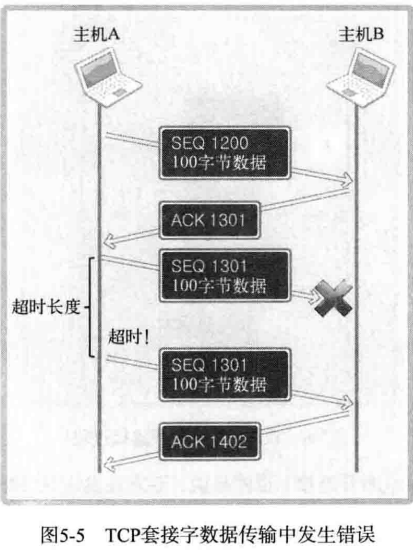 主机A
主机B
SEQ 1200
100字节数据
ACK 1301
SEQ 1301
100字节数据
超时长度
超时!
SEQ 1301
100字节数据
ACK 1402
图5-5 TCP套接字数据传输中发生错误